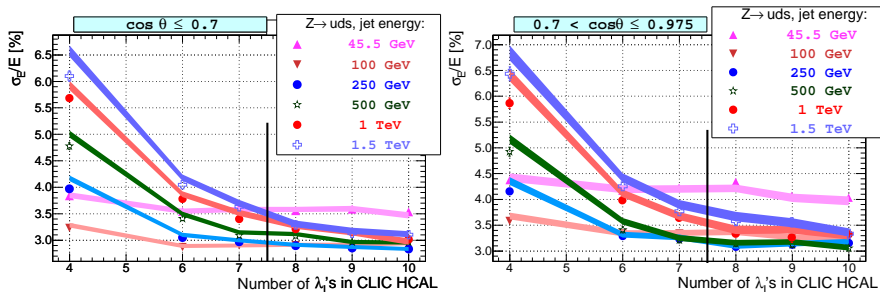 cos θ ≤ 0.7
Z→ uds, jet energy:
45.5 GeV
100 GeV
250 GeV
500 GeV
1 TeV
1.5 TeV
σE/E [%]
6.5
6.0
5.5
5.0
4.5
4.0
3.5
3.0
4 5 6 7 8 9 10
Number of λI's in CLIC HCAL
0.7 < cosθ ≤ 0.975
Z→ uds, jet energy:
45.5 GeV
100 GeV
250 GeV
500 GeV
1 TeV
1.5 TeV
σE/E [%]
7.0
6.5
6.0
5.5
5.0
4.5
4.0
3.5
3.0
4 5 6 7 8 9 10
Number of λI's in CLIC HCAL